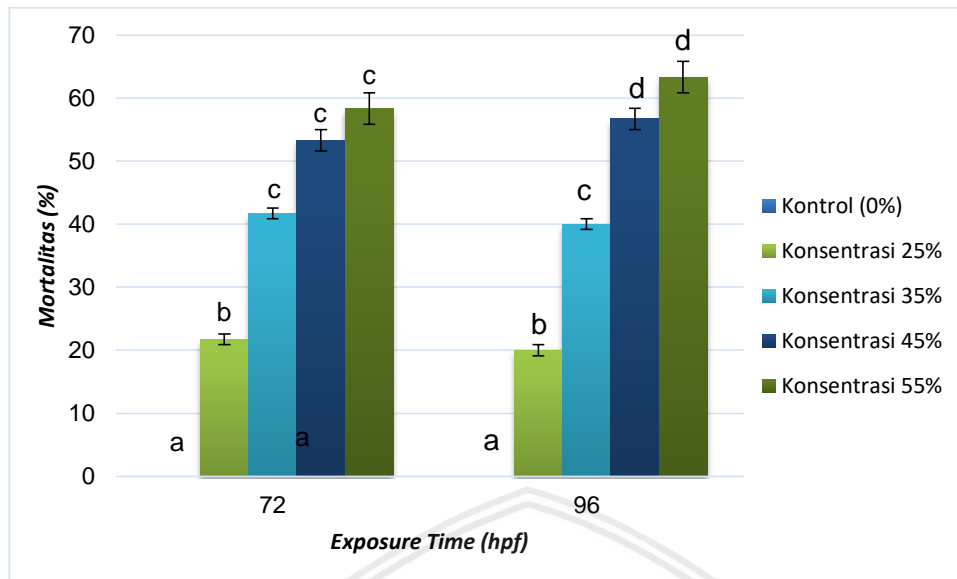 70
60
50
40
30
20
10
0
Mortalitas (%)
a
b
c
c
c
a
a
b
c
d
d
72
96
Exposure Time (hpf)
Kontrol (0%)
Konsentrasi 25%
Konsentrasi 35%
Konsentrasi 45%
Konsentrasi 55%